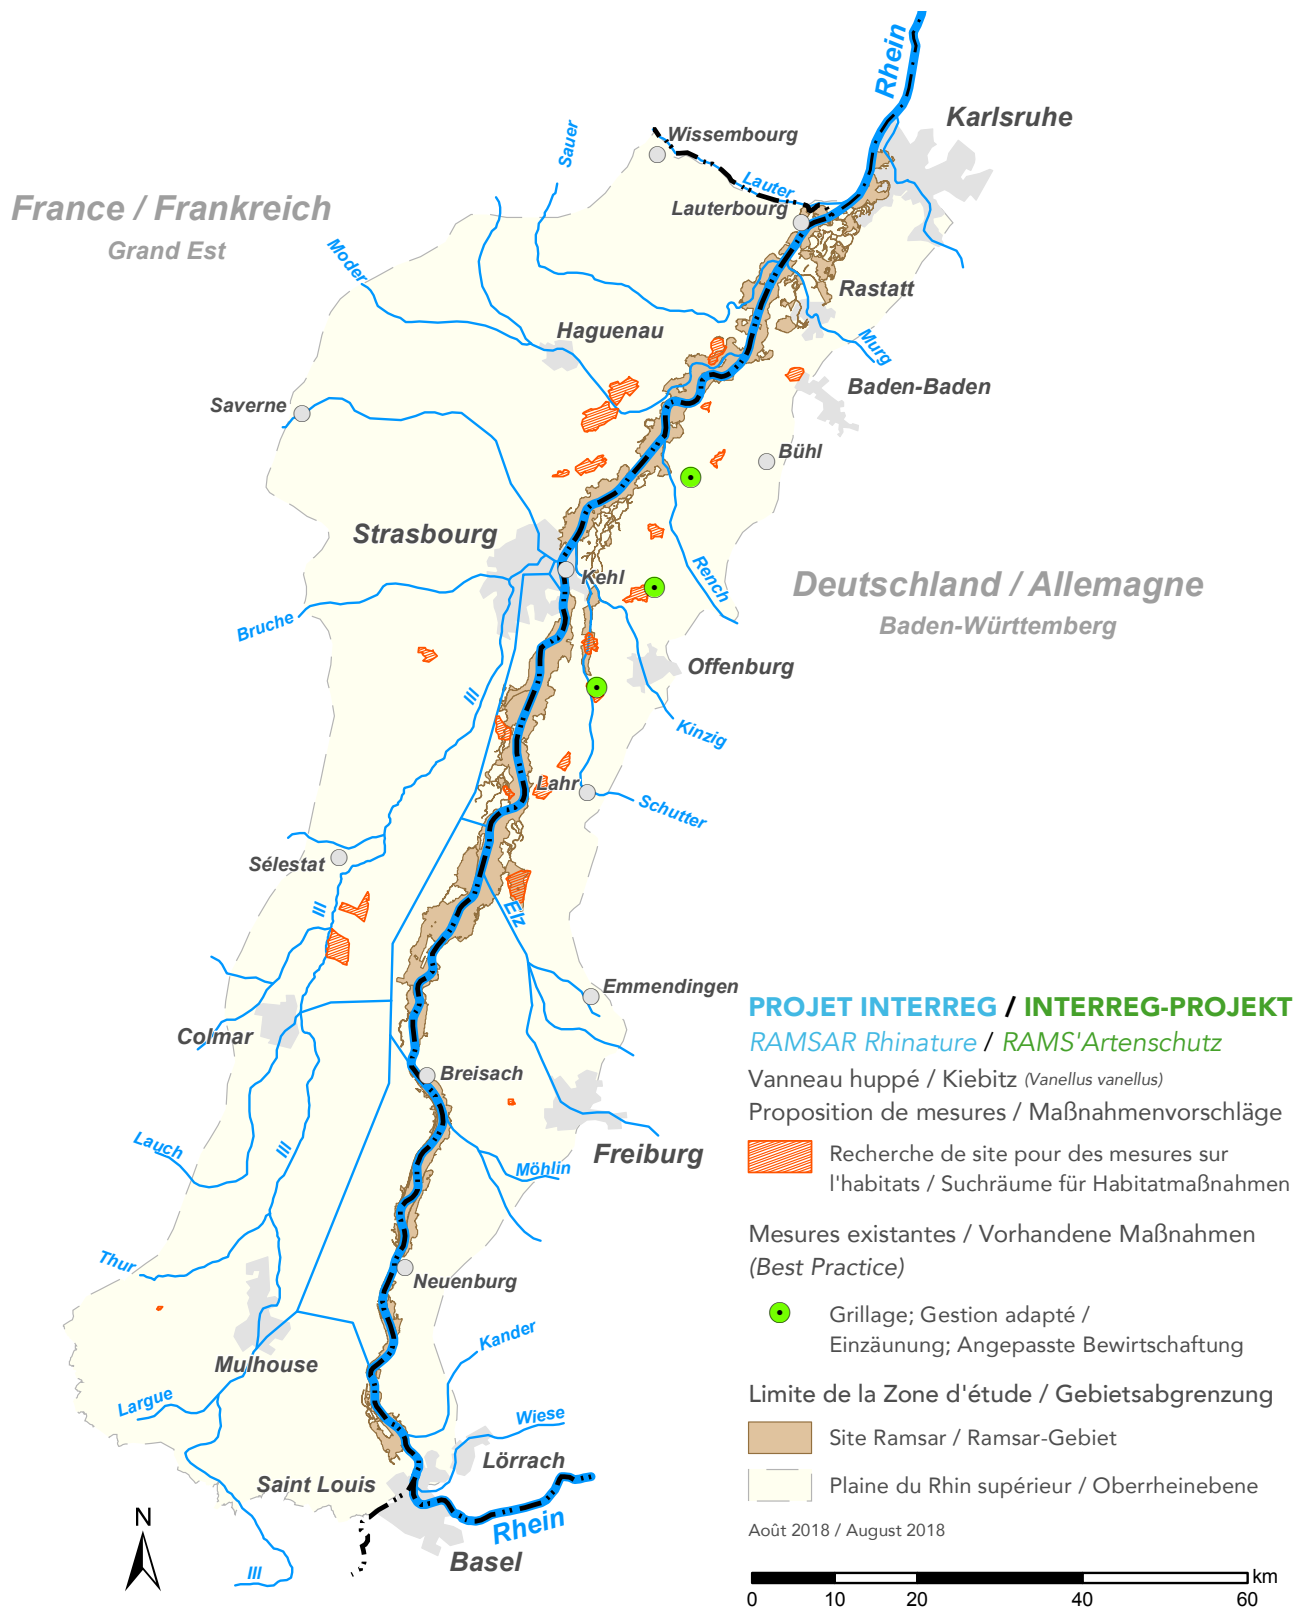 Rhein
Karlsruhe
Wissembourg
Sauer
Lauter
Lauterbourg
France / Frankreich
Grand Est
Moder
Rastatt
Haguenau
Murg
Baden-Baden
Saverne
Bühl
Strasbourg
Kehl
Rench
Deutschland / Allemagne
Baden-Württemberg
Bruche
Offenburg
Ill
Kinzig
Lahr
Schutter
Sélestat
Ill
Elz
Emmendingen
Colmar
Breisach
Freiburg
Lauch
Ill
Möhlin
Thur
Neuenburg
Kander
Mulhouse
Largue
Wiese
Lörrach
Saint Louis
Rhein
Basel
Ill
N
PROJET INTERREG / INTERREG-PROJEKT
RAMSAR Rhinature / RAMS'Artenschutz
Vanneau huppé / Kiebitz (Vanellus vanellus)
Proposition de mesures / Maßnahmenvorschläge
Recherche de site pour des mesures sur
l'habitats / Suchräume für Habitatmaßnahmen
Mesures existantes / Vorhandene Maßnahmen
(Best Practice)
Grillage; Gestion adapté /
Einzäunung; Angepasste Bewirtschaftung
Limite de la Zone d'étude / Gebietsabgrenzung
Site Ramsar / Ramsar-Gebiet
Plaine du Rhin supérieur / Oberrheinebene
Août 2018 / August 2018
km
0 10 20 40 60